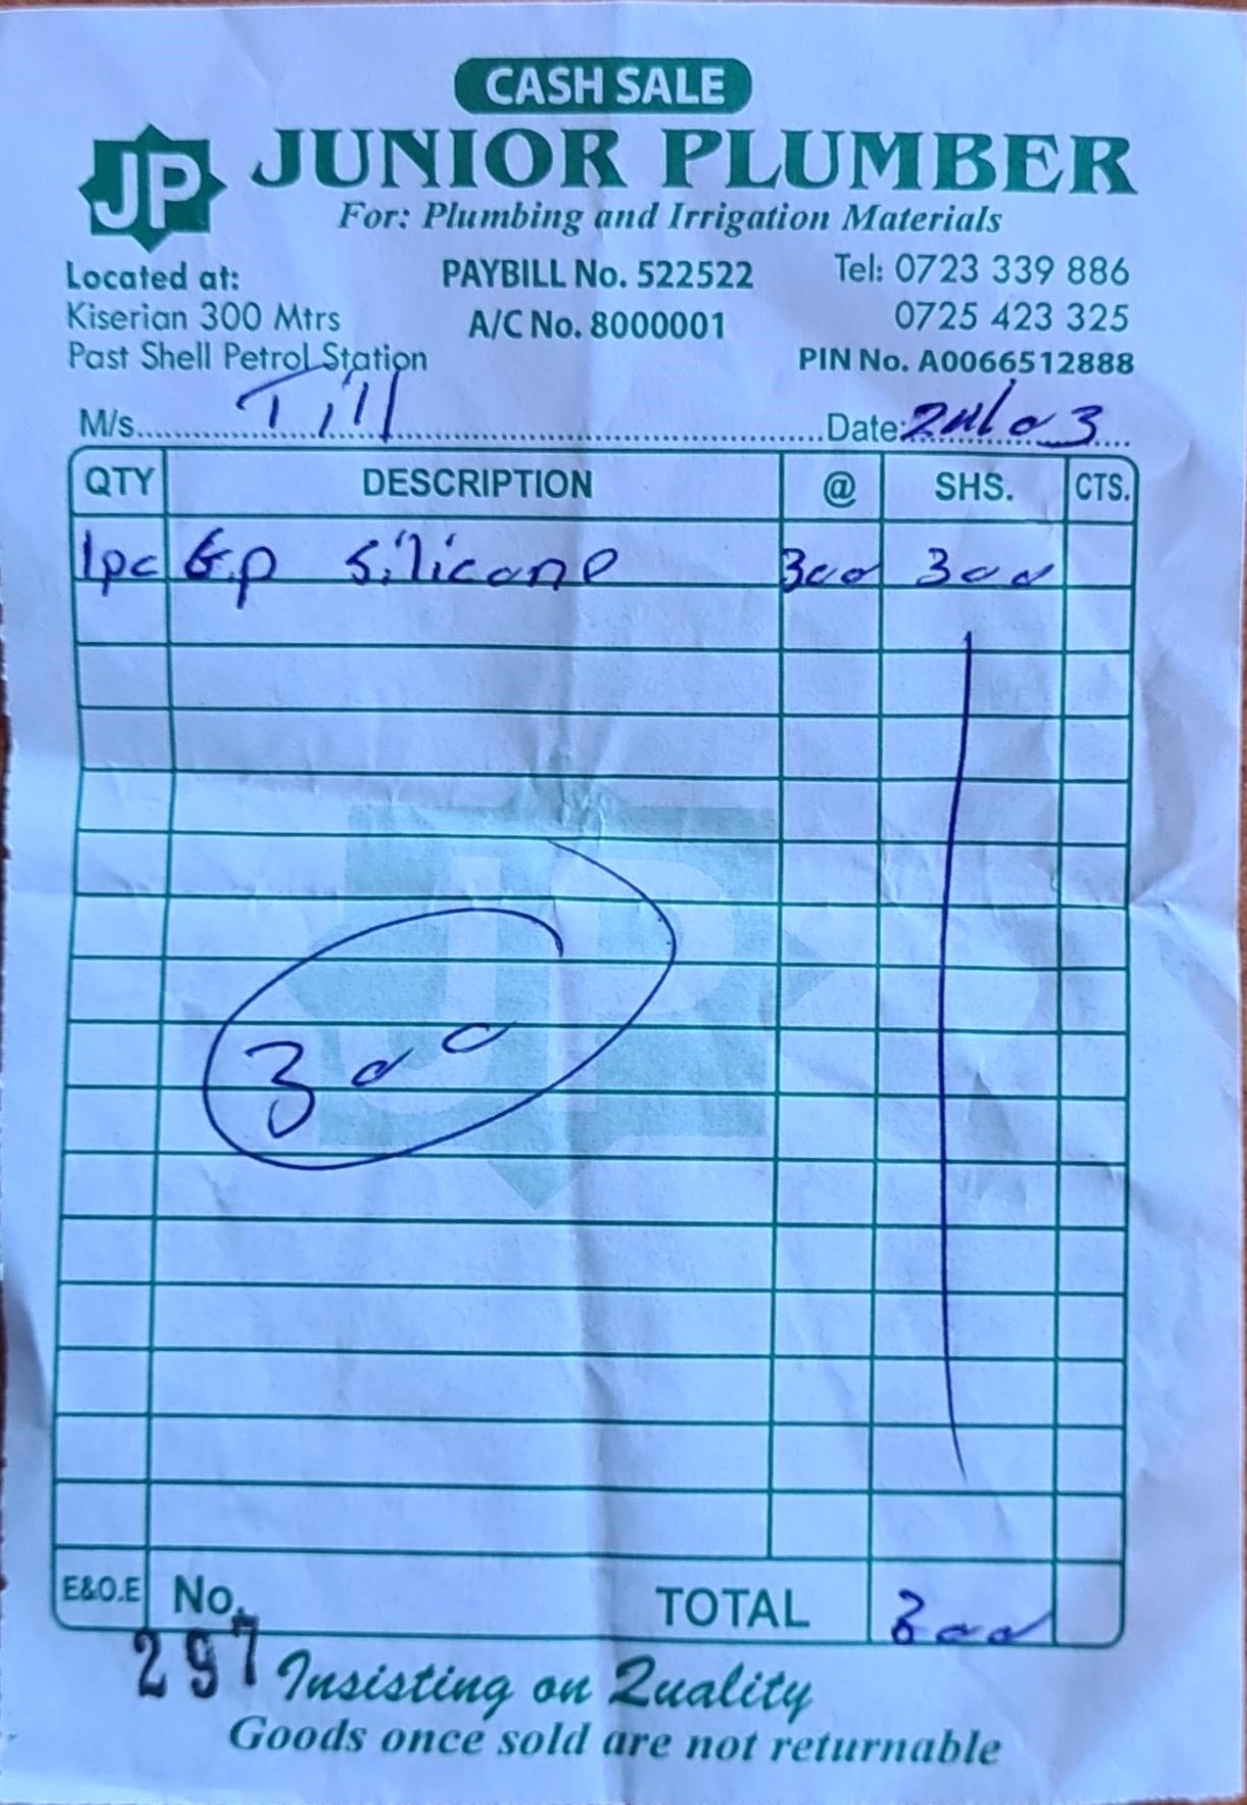 CASH SALE
JP JUNIOR PLUMBER
For: Plumbing and Irrigation Materials
Located at:
Kiserian 300 Mtrs
Past Shell Petrol Station
PAYBILL No. 522522
A/C No. 8000001
Tel: 0723 339 886
0725 423 325
PIN No. A0066512888
M/s Till Date: 24/03
QTY DESCRIPTION @ SHS. CTS.
1pc G.p silicone 300 300
300
E&O.E No. TOTAL 300
297
Insisting on Quality
Goods once sold are not returnable